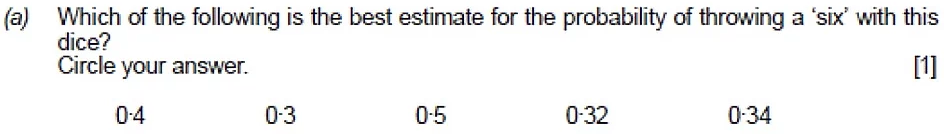 (a) Which of the following is the best estimate for the probability of throwing a ‘six’ with this
dice?
Circle your answer. [1]
0·4 0·3 0·5 0·32 0·34